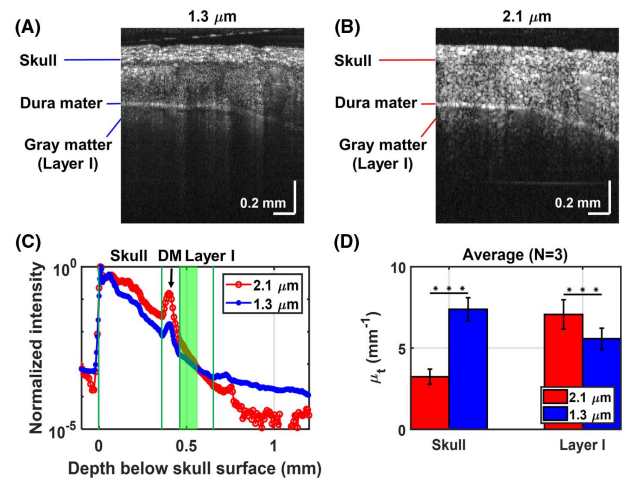 (A)
1.3 μm
Skull
Dura mater
Gray matter
(Layer I)
0.2 mm
(B)
2.1 μm
Skull
Dura mater
Gray matter
(Layer I)
0.2 mm
(C)
Skull DM Layer I
2.1 μm
1.3 μm
10^0
10^-5
Normalized intensity
0 0.5 1
Depth below skull surface (mm)
(D)
Average (N=3)
* * *
* * *
10
5
0
μt (mm^-1)
2.1 μm
1.3 μm
Skull Layer I